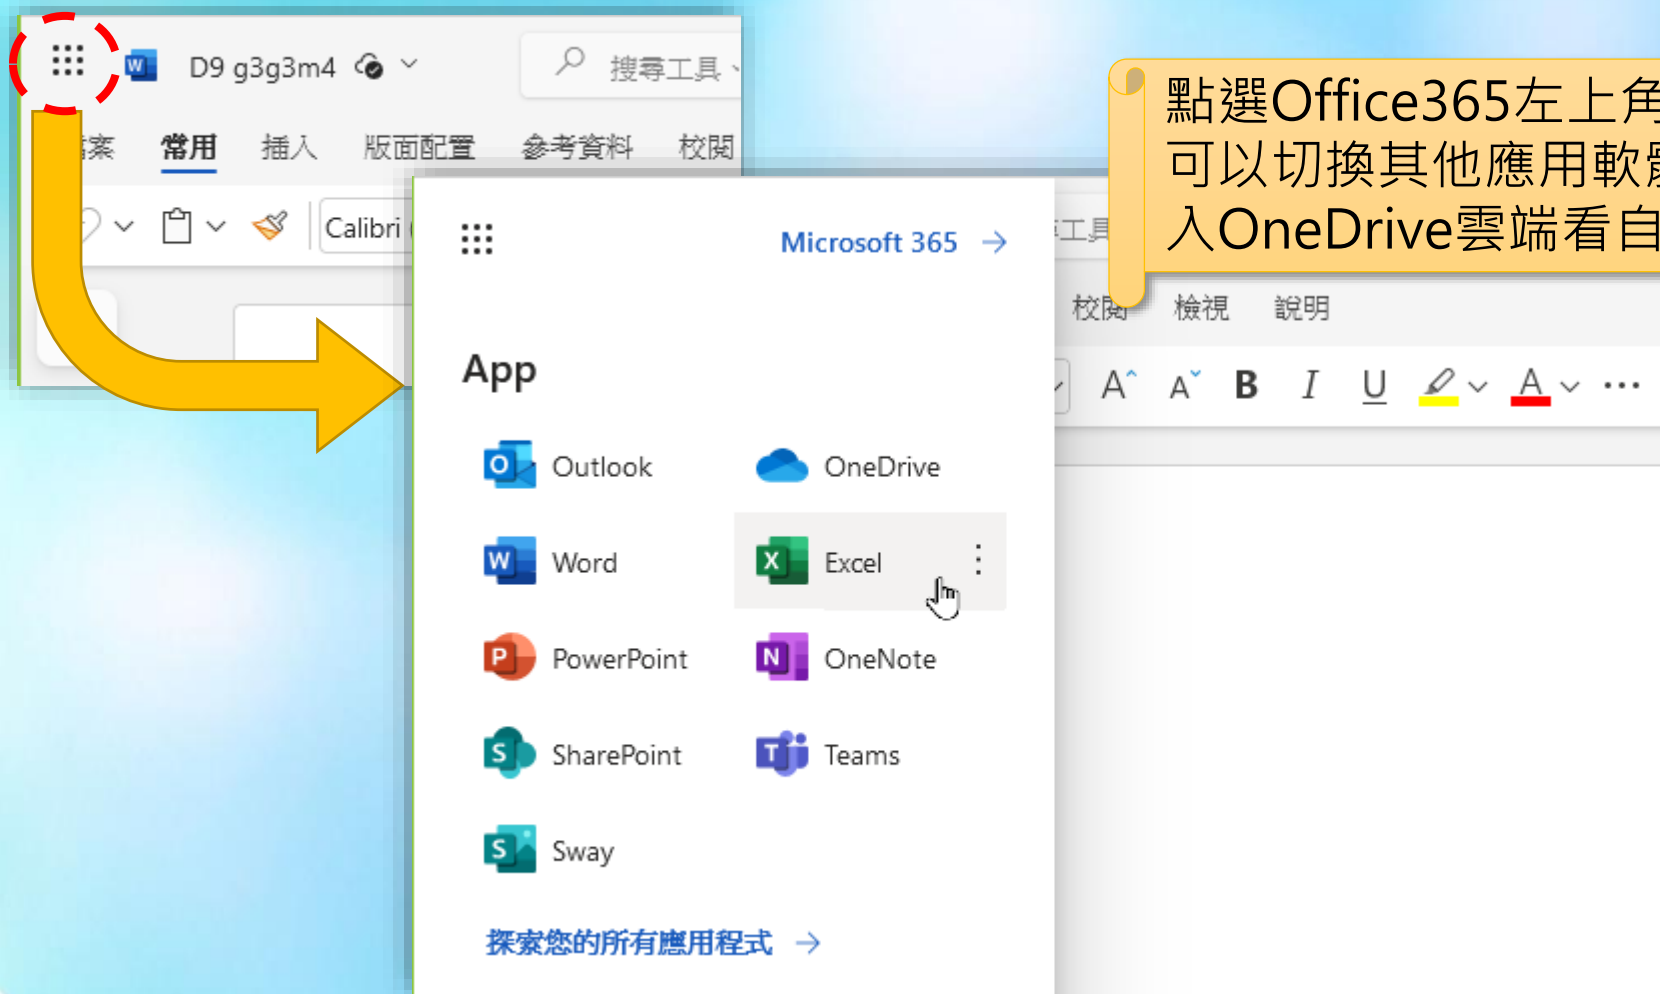 D9 g3g3m4
搜尋工具、
案 常用 插入 版面配置 參考資料 校閱
Calibri
點選Office365左上角
可以切換其他應用軟
入OneDrive雲端看自
工具
校閱 檢視 說明
A A B I U A
Microsoft 365
App
Outlook OneDrive
Word Excel
PowerPoint OneNote
SharePoint Teams
Sway
探索您的所有應用程式